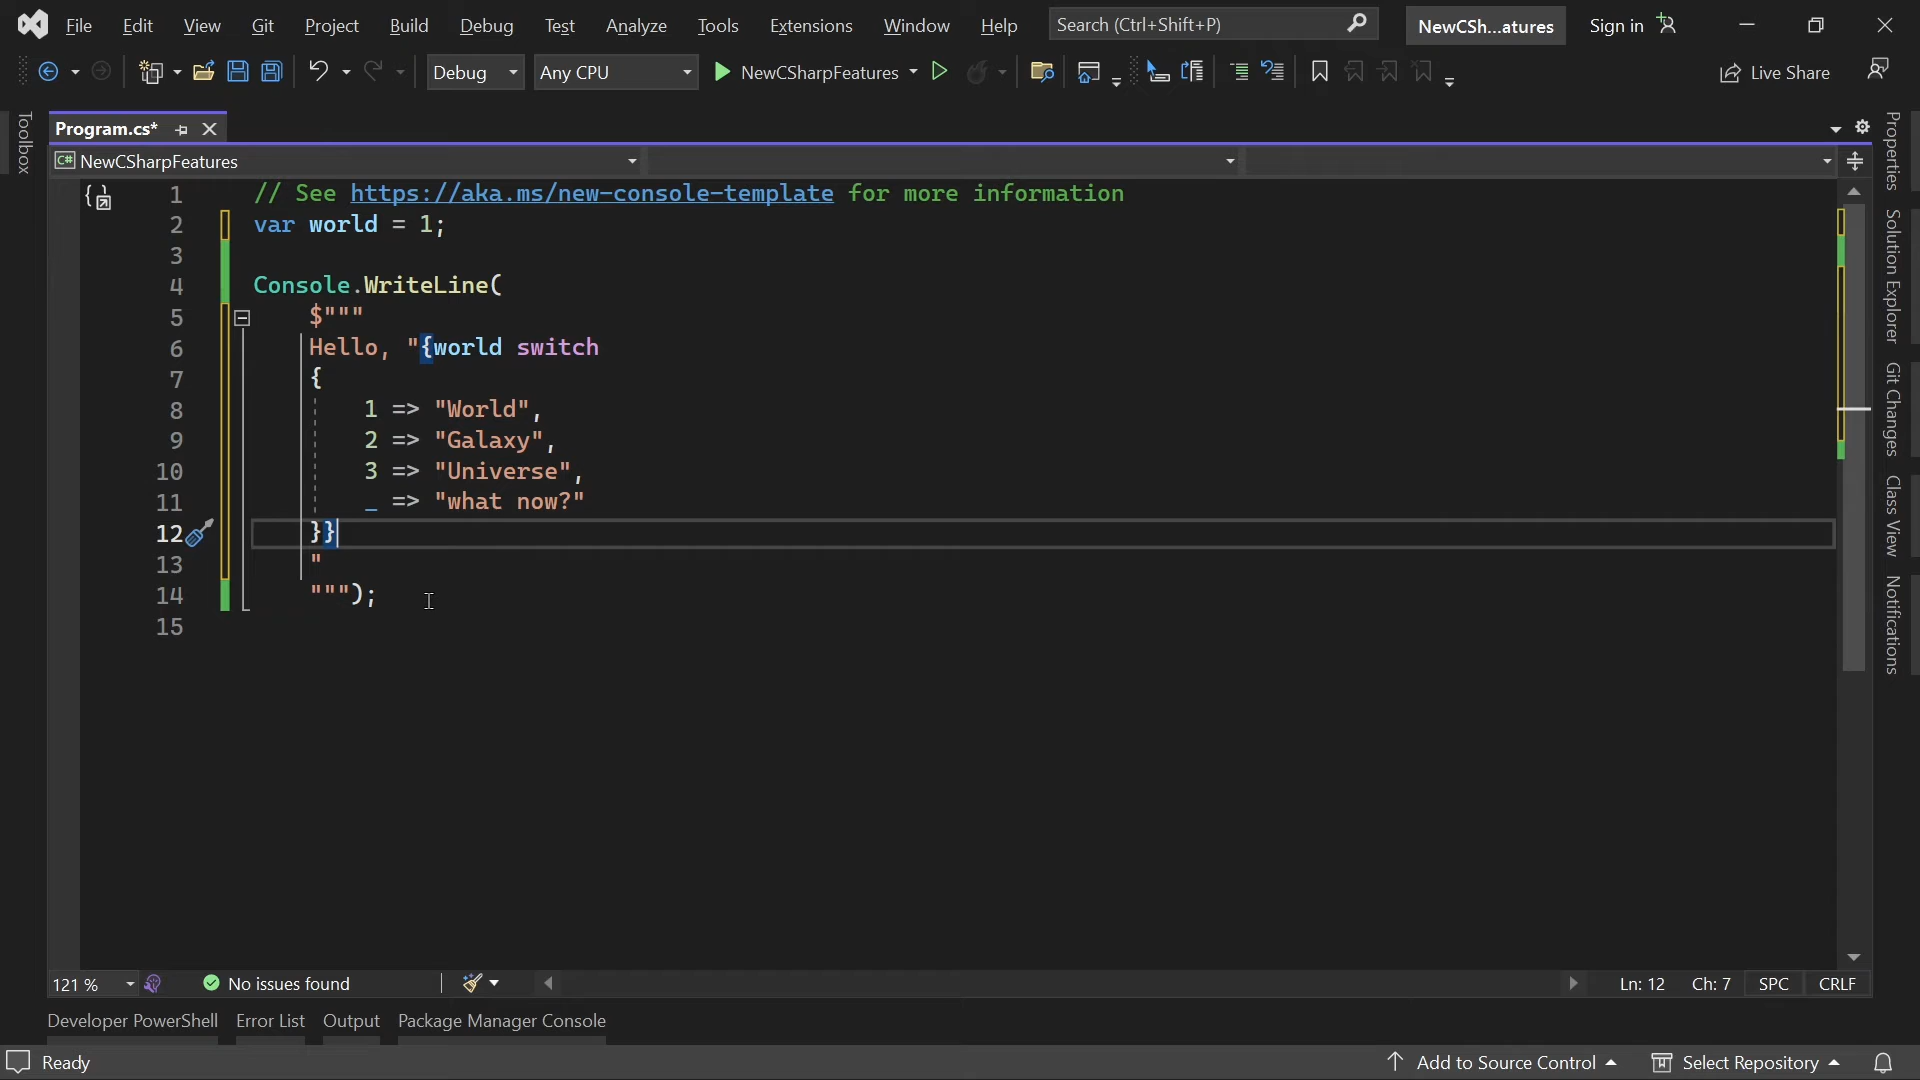 File Edit View Git Project Build Debug Test Analyze Tools Extensions Window Help Search (Ctrl+Shift+P) NewCSh...atures Sign in
Debug Any CPU NewCSharpFeatures Live Share
Toolbox
Program.cs*
C# NewCSharpFeatures
1 // See https://aka.ms/new-console-template for more information
2 var world = 1;
3
4 Console.WriteLine(
5 $"""
6 Hello, "{world switch
7 {
8 1 => "World",
9 2 => "Galaxy",
10 3 => "Universe",
11 _ => "what now?"
12 }}
13 "
14 """);
15
Properties
Solution Explorer
Git Changes
Class View
Notifications
121 % No issues found Ln: 12 Ch: 7 SPC CRLF
Developer PowerShell Error List Output Package Manager Console
Ready Add to Source Control Select Repository